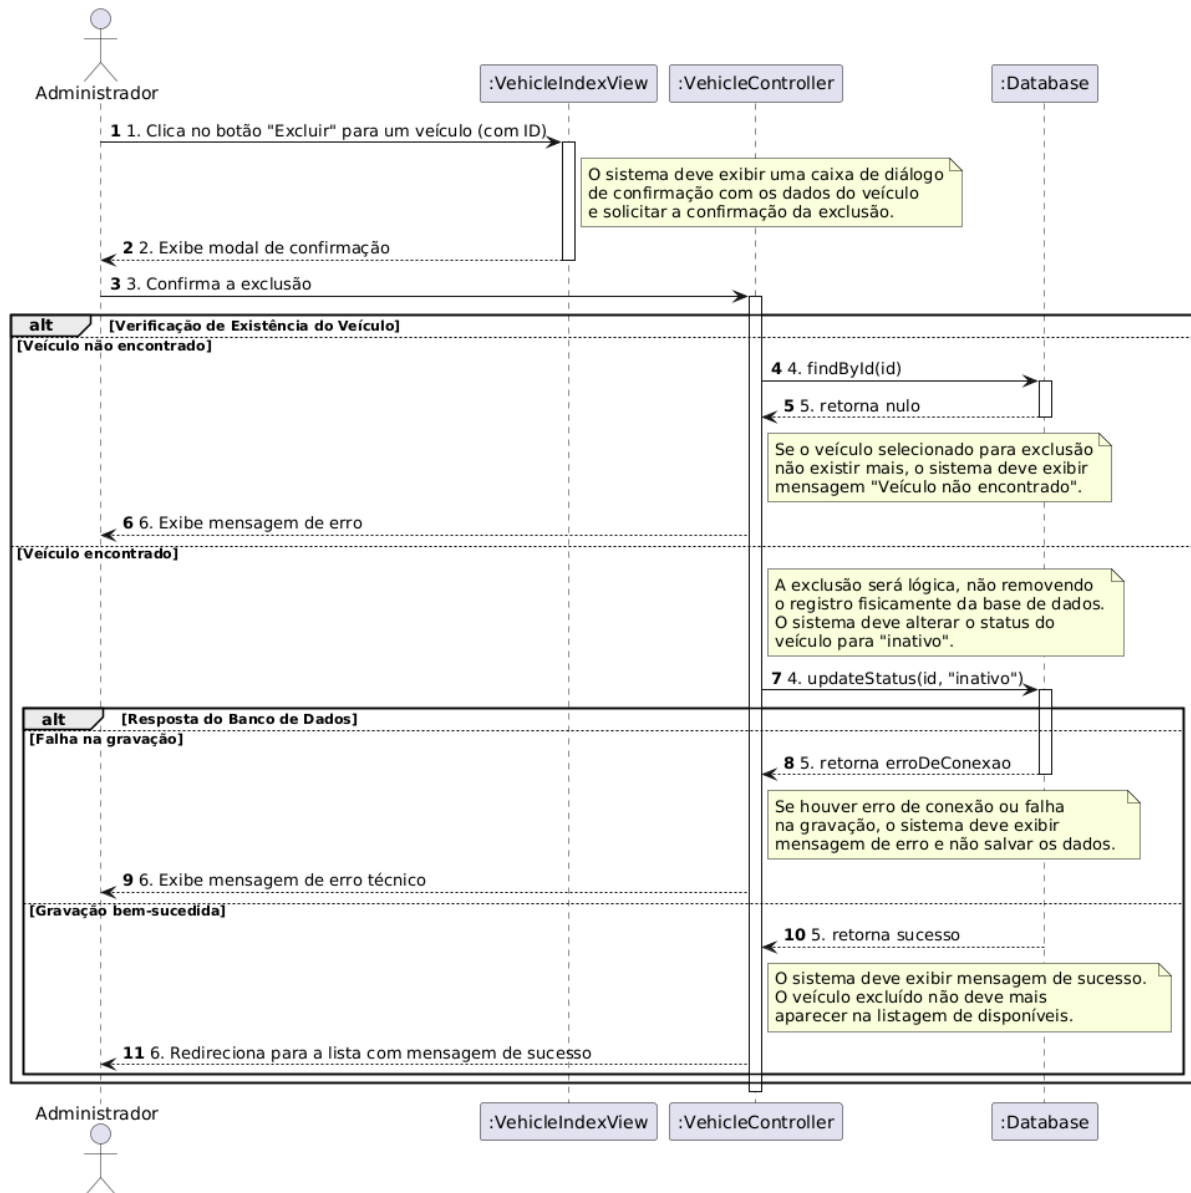 Administrador
:VehicleIndexView
:VehicleController
:Database
1 1. Clica no botão "Excluir" para um veículo (com ID)
O sistema deve exibir uma caixa de diálogo
de confirmação com os dados do veículo
e solicitar a confirmação da exclusão.
2 2. Exibe modal de confirmação
3 3. Confirma a exclusão
alt [Verificação de Existência do Veículo]
[Veículo não encontrado]
4 4. findById(id)
5 5. retorna nulo
Se o veículo selecionado para exclusão
não existir mais, o sistema deve exibir
mensagem "Veículo não encontrado".
6 6. Exibe mensagem de erro
[Veículo encontrado]
A exclusão será lógica, não removendo
o registro fisicamente da base de dados.
O sistema deve alterar o status do
veículo para "inativo".
7 4. updateStatus(id, "inativo")
alt [Resposta do Banco de Dados]
[Falha na gravação]
8 5. retorna erroDeConexao
Se houver erro de conexão ou falha
na gravação, o sistema deve exibir
mensagem de erro e não salvar os dados.
9 6. Exibe mensagem de erro técnico
[Gravação bem-sucedida]
10 5. retorna sucesso
O sistema deve exibir mensagem de sucesso.
O veículo excluído não deve mais
aparecer na listagem de disponíveis.
11 6. Redireciona para a lista com mensagem de sucesso
Administrador
:VehicleIndexView
:VehicleController
:Database